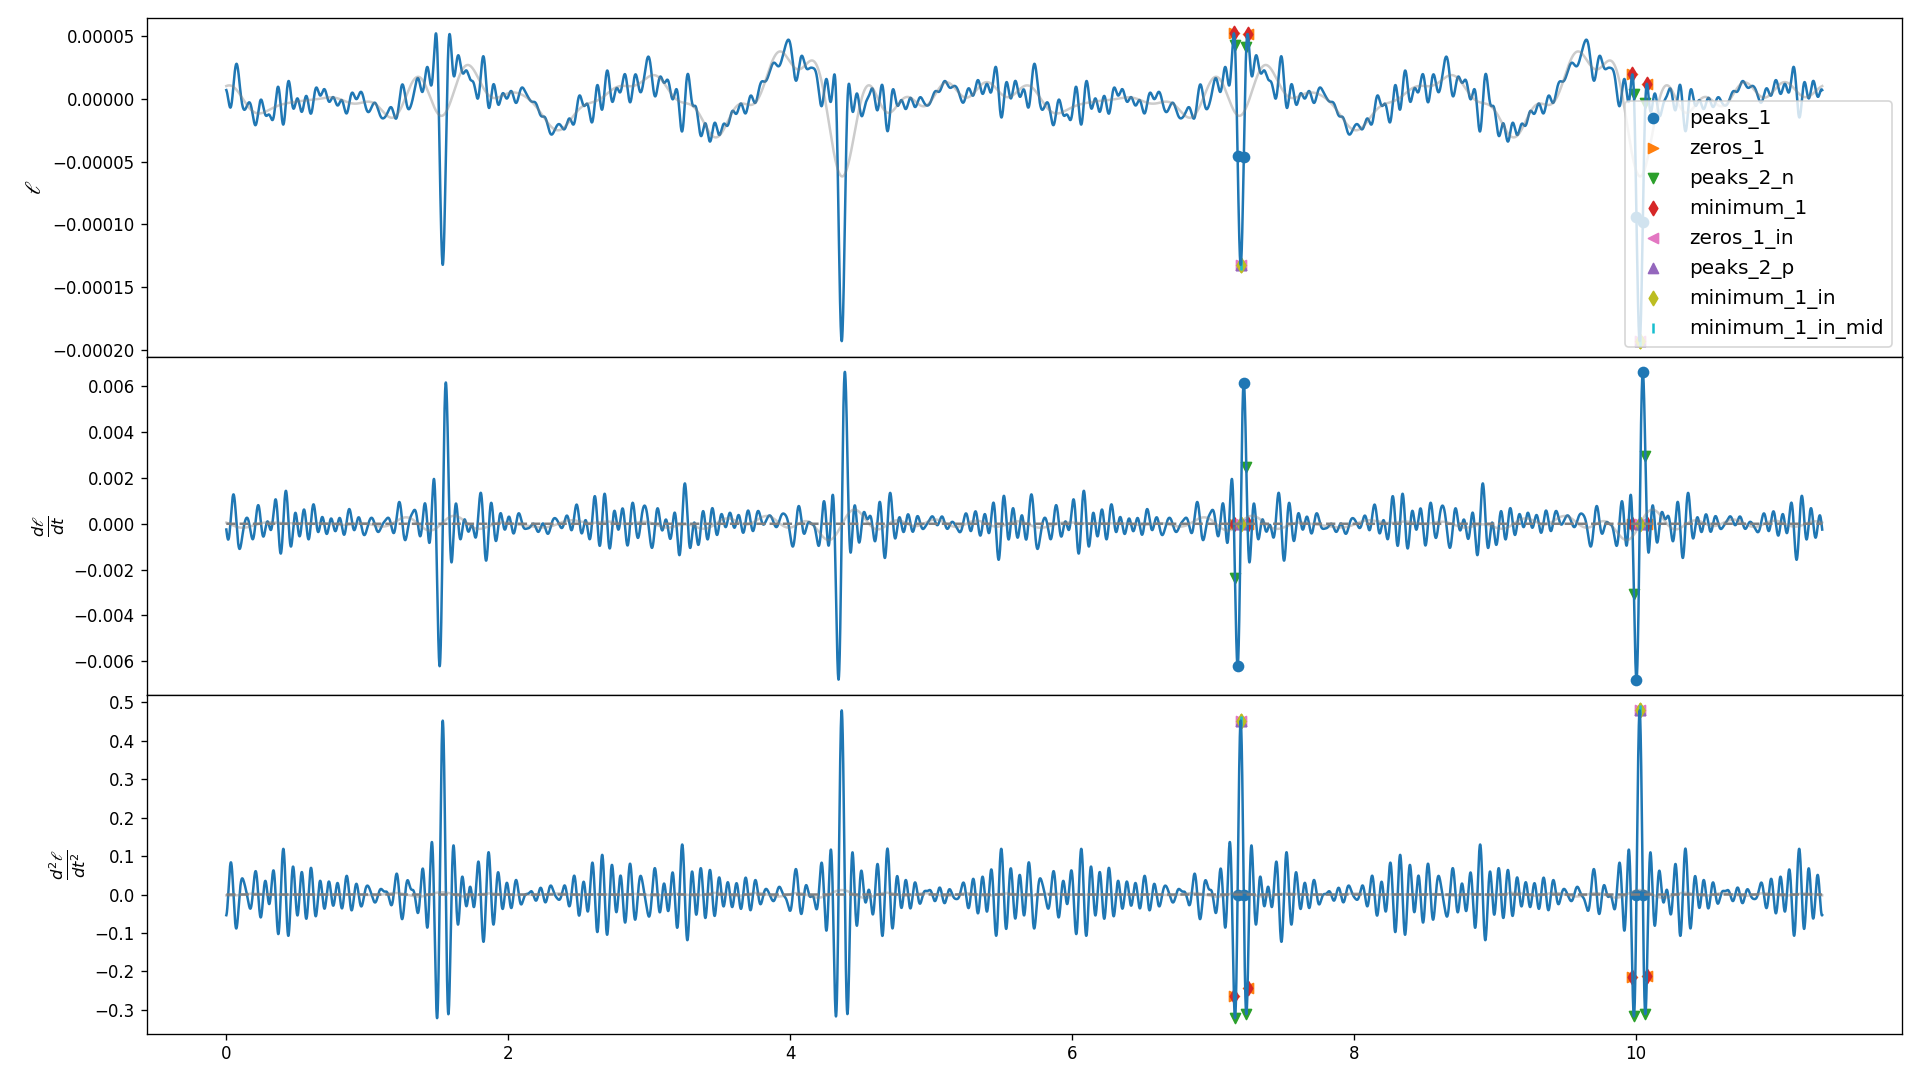 0.00005
0.00000
−0.00005
−0.00010
−0.00015
−0.00020
ℓ
peaks_1
zeros_1
peaks_2_n
minimum_1
zeros_1_in
peaks_2_p
minimum_1_in
minimum_1_in_mid
0.006
0.004
0.002
0.000
−0.002
−0.004
−0.006
dℓ/dt
0.5
0.4
0.3
0.2
0.1
0.0
−0.1
−0.2
−0.3
d²ℓ/dt²
0 2 4 6 8 10